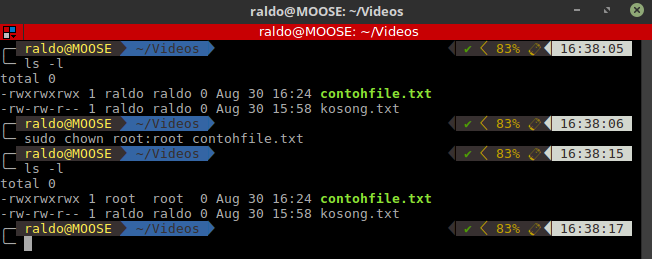 raldo@MOOSE: ~/Videos
raldo@MOOSE: ~/Videos
raldo@MOOSE ~/Videos ✔ 83% 16:38:05
ls -l
total 0
-rwxrwxrwx 1 raldo raldo 0 Aug 30 16:24 contohfile.txt
-rw-rw-r-- 1 raldo raldo 0 Aug 30 15:58 kosong.txt
raldo@MOOSE ~/Videos ✔ 83% 16:38:06
sudo chown root:root contohfile.txt
raldo@MOOSE ~/Videos ✔ 83% 16:38:15
ls -l
total 0
-rwxrwxrwx 1 root  root  0 Aug 30 16:24 contohfile.txt
-rw-rw-r-- 1 raldo raldo 0 Aug 30 15:58 kosong.txt
raldo@MOOSE ~/Videos ✔ 83% 16:38:17